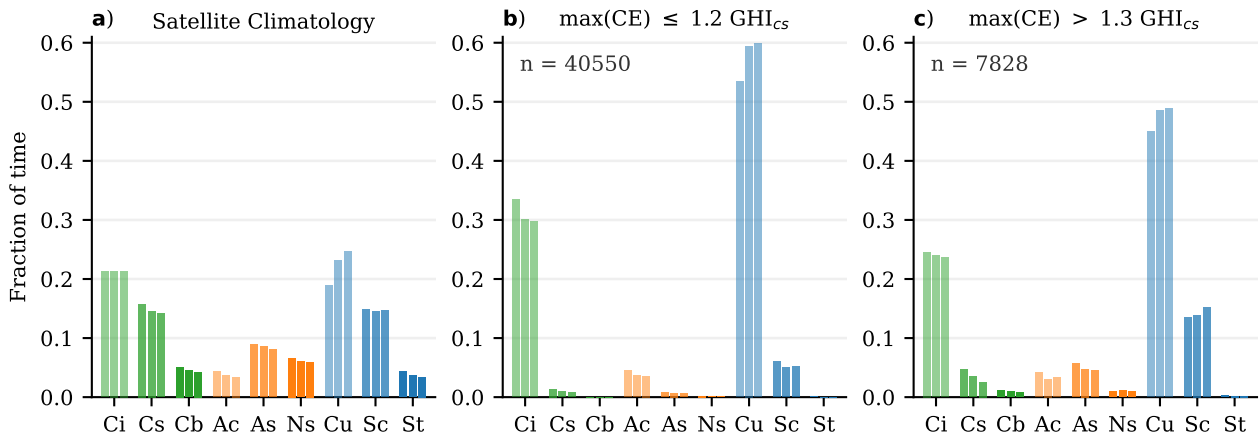 a) Satellite Climatology
Fraction of time
0.6
0.5
0.4
0.3
0.2
0.1
0.0
Ci Cs Cb Ac As Ns Cu Sc St
b) max(CE) ≤ 1.2 GHI_cs
n = 40550
0.6
0.5
0.4
0.3
0.2
0.1
0.0
Ci Cs Cb Ac As Ns Cu Sc St
c) max(CE) > 1.3 GHI_cs
n = 7828
0.6
0.5
0.4
0.3
0.2
0.1
0.0
Ci Cs Cb Ac As Ns Cu Sc St